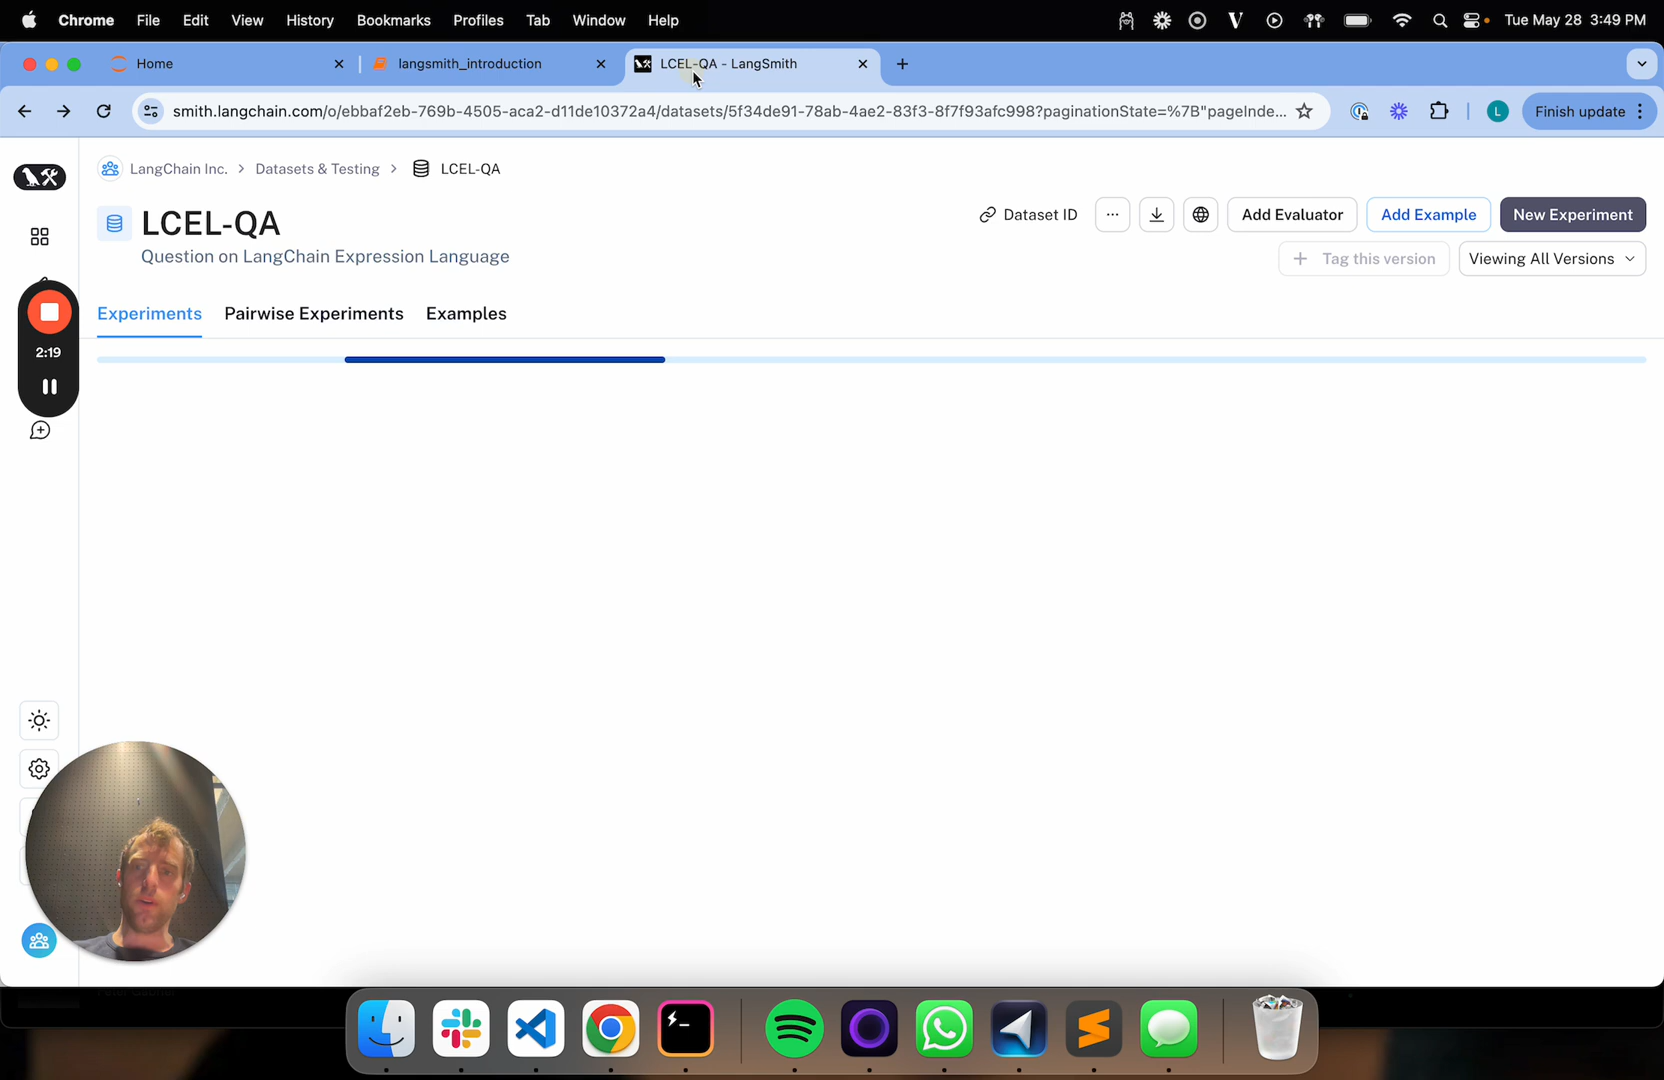 Chrome File Edit View History Bookmarks Profiles Tab Window Help Tue May 28 3:49 PM
Home langsmith_introduction LCEL-QA - LangSmith
smith.langchain.com/o/ebbaf2eb-769b-4505-aca2-d11de10372a4/datasets/5f34de91-78ab-4ae2-83f3-8f7f93afc998?paginationState=%7B"pageInde... L Finish update
LangChain Inc. > Datasets & Testing > LCEL-QA
LCEL-QA
Dataset ID ... Add Evaluator Add Example New Experiment
Question on LangChain Expression Language
+ Tag this version Viewing All Versions
Experiments Pairwise Experiments Examples
2:19